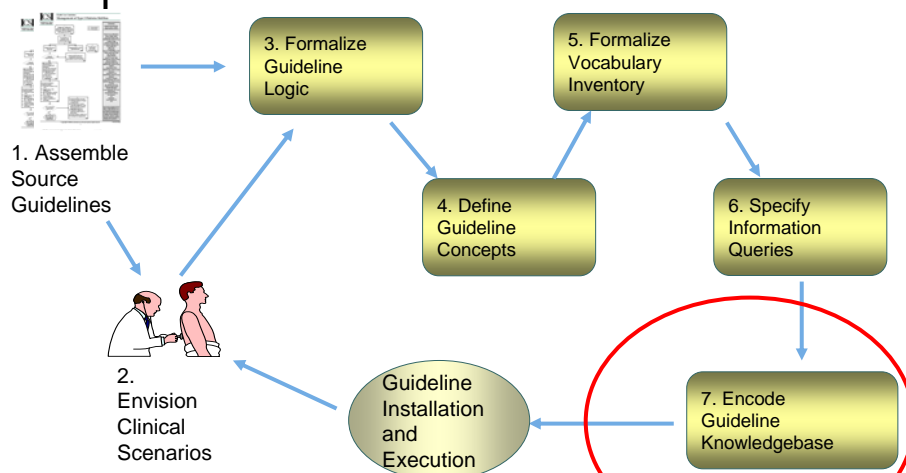 1. Assemble
Source
Guidelines
2.
Envision
Clinical
Scenarios
3. Formalize
Guideline
Logic
4. Define
Guideline
Concepts
5. Formalize
Vocabulary
Inventory
6. Specify
Information
Queries
7. Encode
Guideline
Knowledgebase
Guideline
Installation
and
Execution